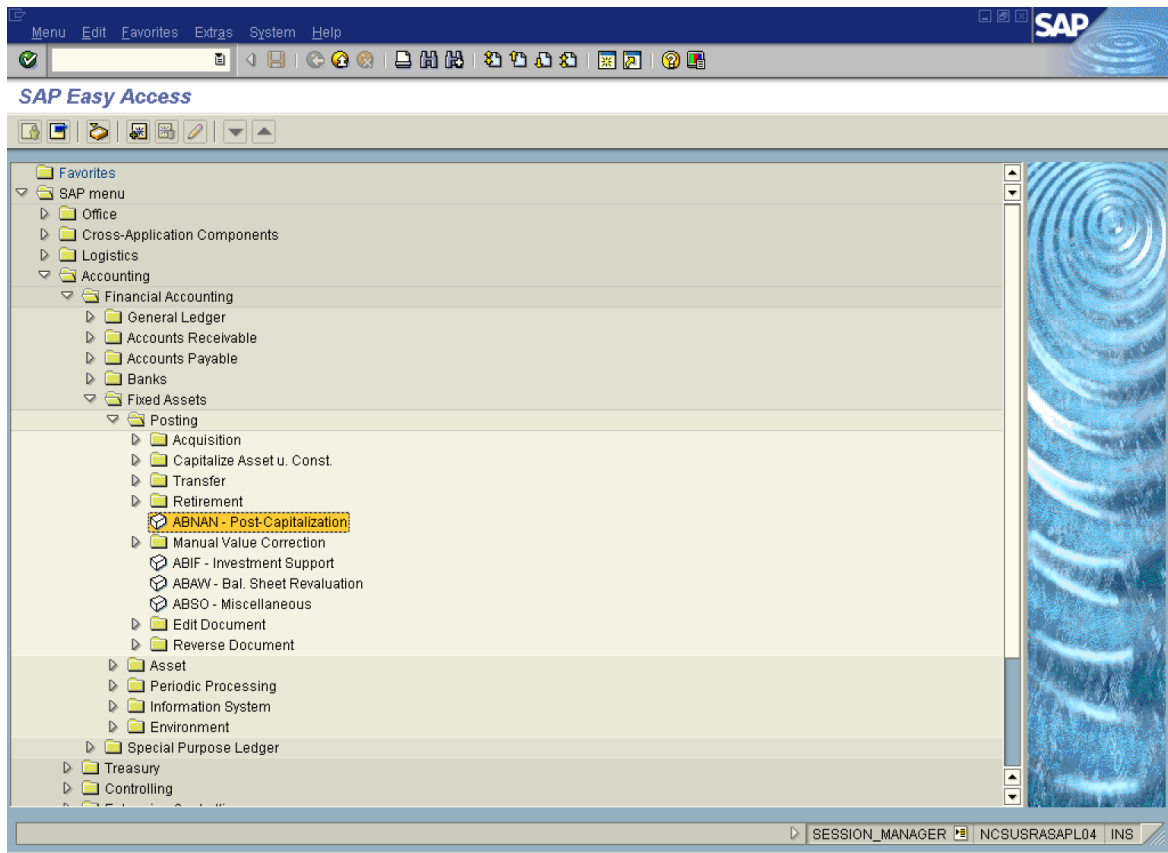 Menu Edit Favorites Extras System Help
SAP
SAP Easy Access
Favorites
SAP menu
Office
Cross-Application Components
Logistics
Accounting
Financial Accounting
General Ledger
Accounts Receivable
Accounts Payable
Banks
Fixed Assets
Posting
Acquisition
Capitalize Asset u. Const.
Transfer
Retirement
ABNAN - Post-Capitalization
Manual Value Correction
ABIF - Investment Support
ABAW - Bal. Sheet Revaluation
ABSO - Miscellaneous
Edit Document
Reverse Document
Asset
Periodic Processing
Information System
Environment
Special Purpose Ledger
Treasury
Controlling
SESSION_MANAGER NCSUSRASAPL04 INS